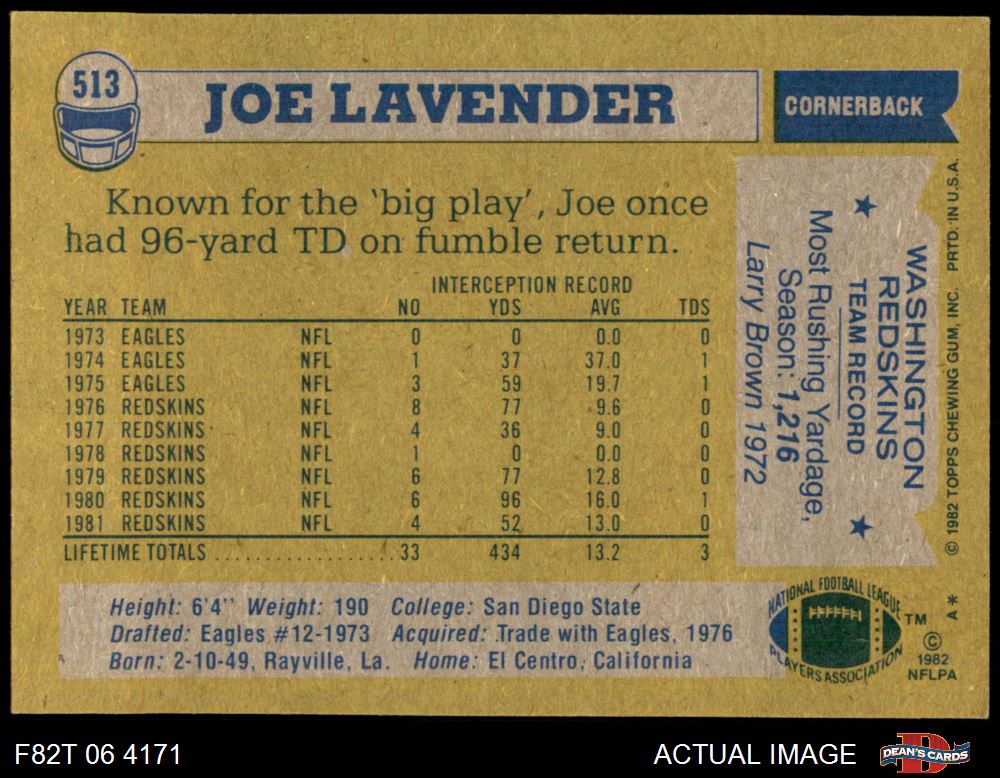 513
JOE LAVENDER
CORNERBACK
Known for the ‘big play’, Joe once
had 96-yard TD on fumble return.
INTERCEPTION RECORD
YEAR TEAM NO YDS AVG TDS
1973 EAGLES NFL 0 0 0.0 0
1974 EAGLES NFL 1 37 37.0 1
1975 EAGLES NFL 3 59 19.7 1
1976 REDSKINS NFL 8 77 9.6 0
1977 REDSKINS NFL 4 36 9.0 0
1978 REDSKINS NFL 1 0 0.0 0
1979 REDSKINS NFL 6 77 12.8 0
1980 REDSKINS NFL 6 96 16.0 1
1981 REDSKINS NFL 4 52 13.0 0
LIFETIME TOTALS .................. 33 434 13.2 3
Height: 6'4" Weight: 190 College: San Diego State
Drafted: Eagles #12-1973 Acquired: Trade with Eagles, 1976
Born: 2-10-49, Rayville, La. Home: El Centro, California
WASHINGTON
REDSKINS
TEAM RECORD
Most Rushing Yardage,
Season: 1,216
Larry Brown 1972
© 1982 TOPPS CHEWING GUM, INC. PRTD. IN U.S.A.
A*
NATIONAL FOOTBALL LEAGUE
PLAYERS ASSOCIATION
TM
©
1982
NFLPA
F82T 06 4171
ACTUAL IMAGE
D
DEAN'S CARDS